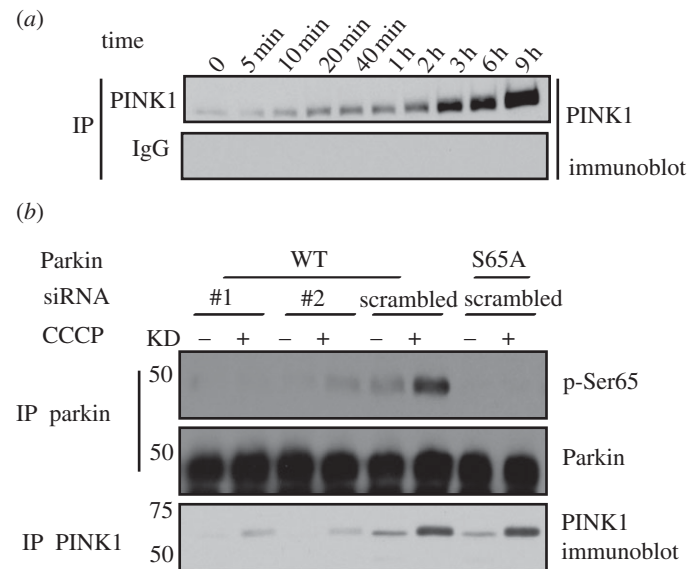 (a)
time 0 5 min 10 min 20 min 40 min 1 h 2 h 3 h 6 h 9 h
IP PINK1 PINK1
IgG immunoblot
(b)
Parkin WT S65A
siRNA #1 #2 scrambled scrambled
CCCP KD – + – + – + – +
IP parkin 50 p-Ser65
50 Parkin
IP PINK1 75 PINK1
50 immunoblot